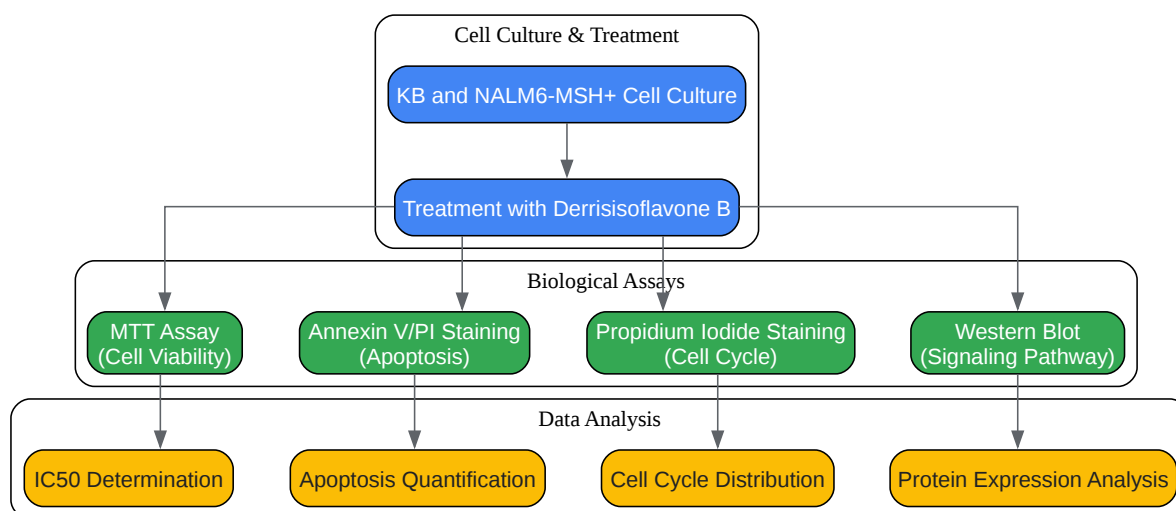 Cell Culture & Treatment
KB and NALM6-MSH+ Cell Culture
Treatment with Derrisisoflavone B
Biological Assays
MTT Assay
(Cell Viability)
Annexin V/PI Staining
(Apoptosis)
Propidium Iodide Staining
(Cell Cycle)
Western Blot
(Signaling Pathway)
Data Analysis
IC50 Determination
Apoptosis Quantification
Cell Cycle Distribution
Protein Expression Analysis